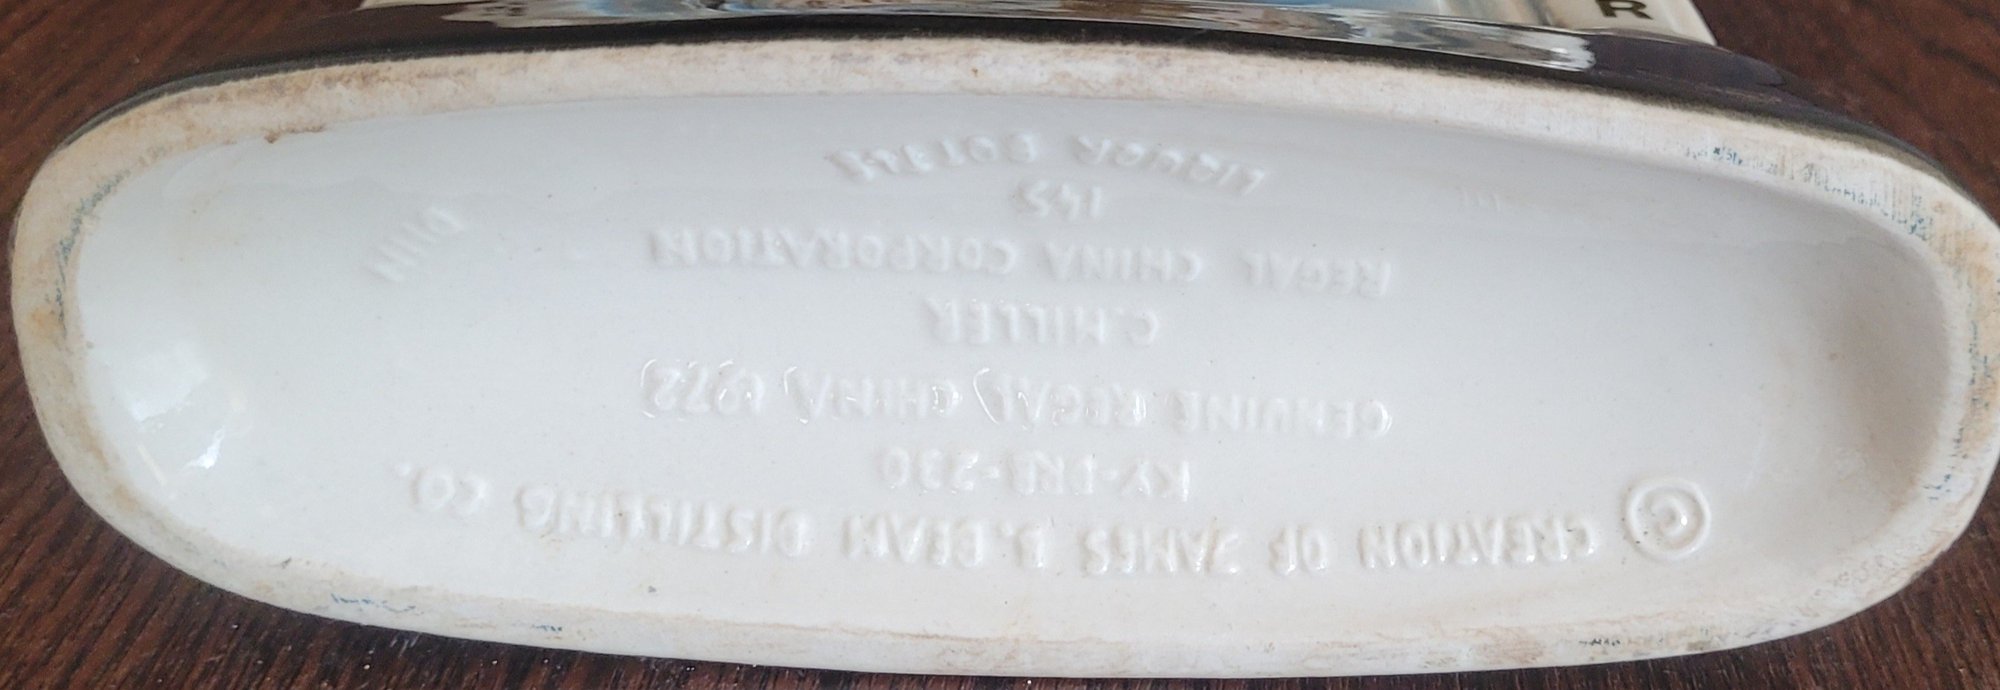 © CREATION OF JAMES B. BEAM DISTILLING CO.
KY-DRB-230
GENUINE REGAL CHINA 1972
C. MILLER
REGAL CHINA CORPORATION
145
LIQUOR BOTTLE
R